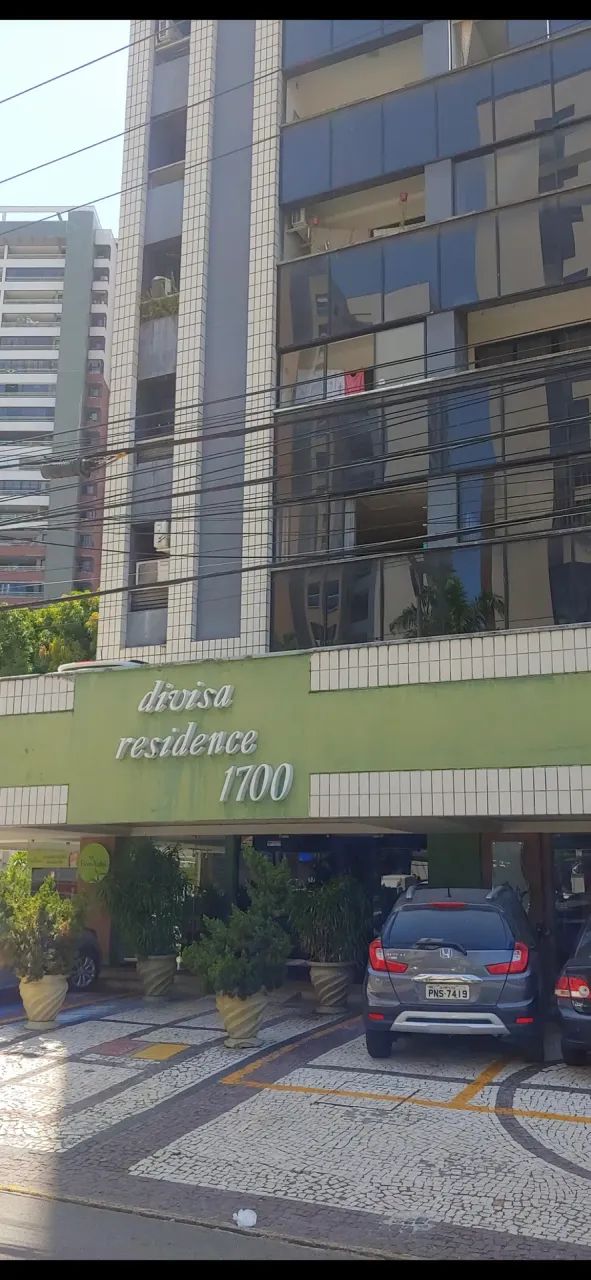 divisa
residence
1700
PNS·7419